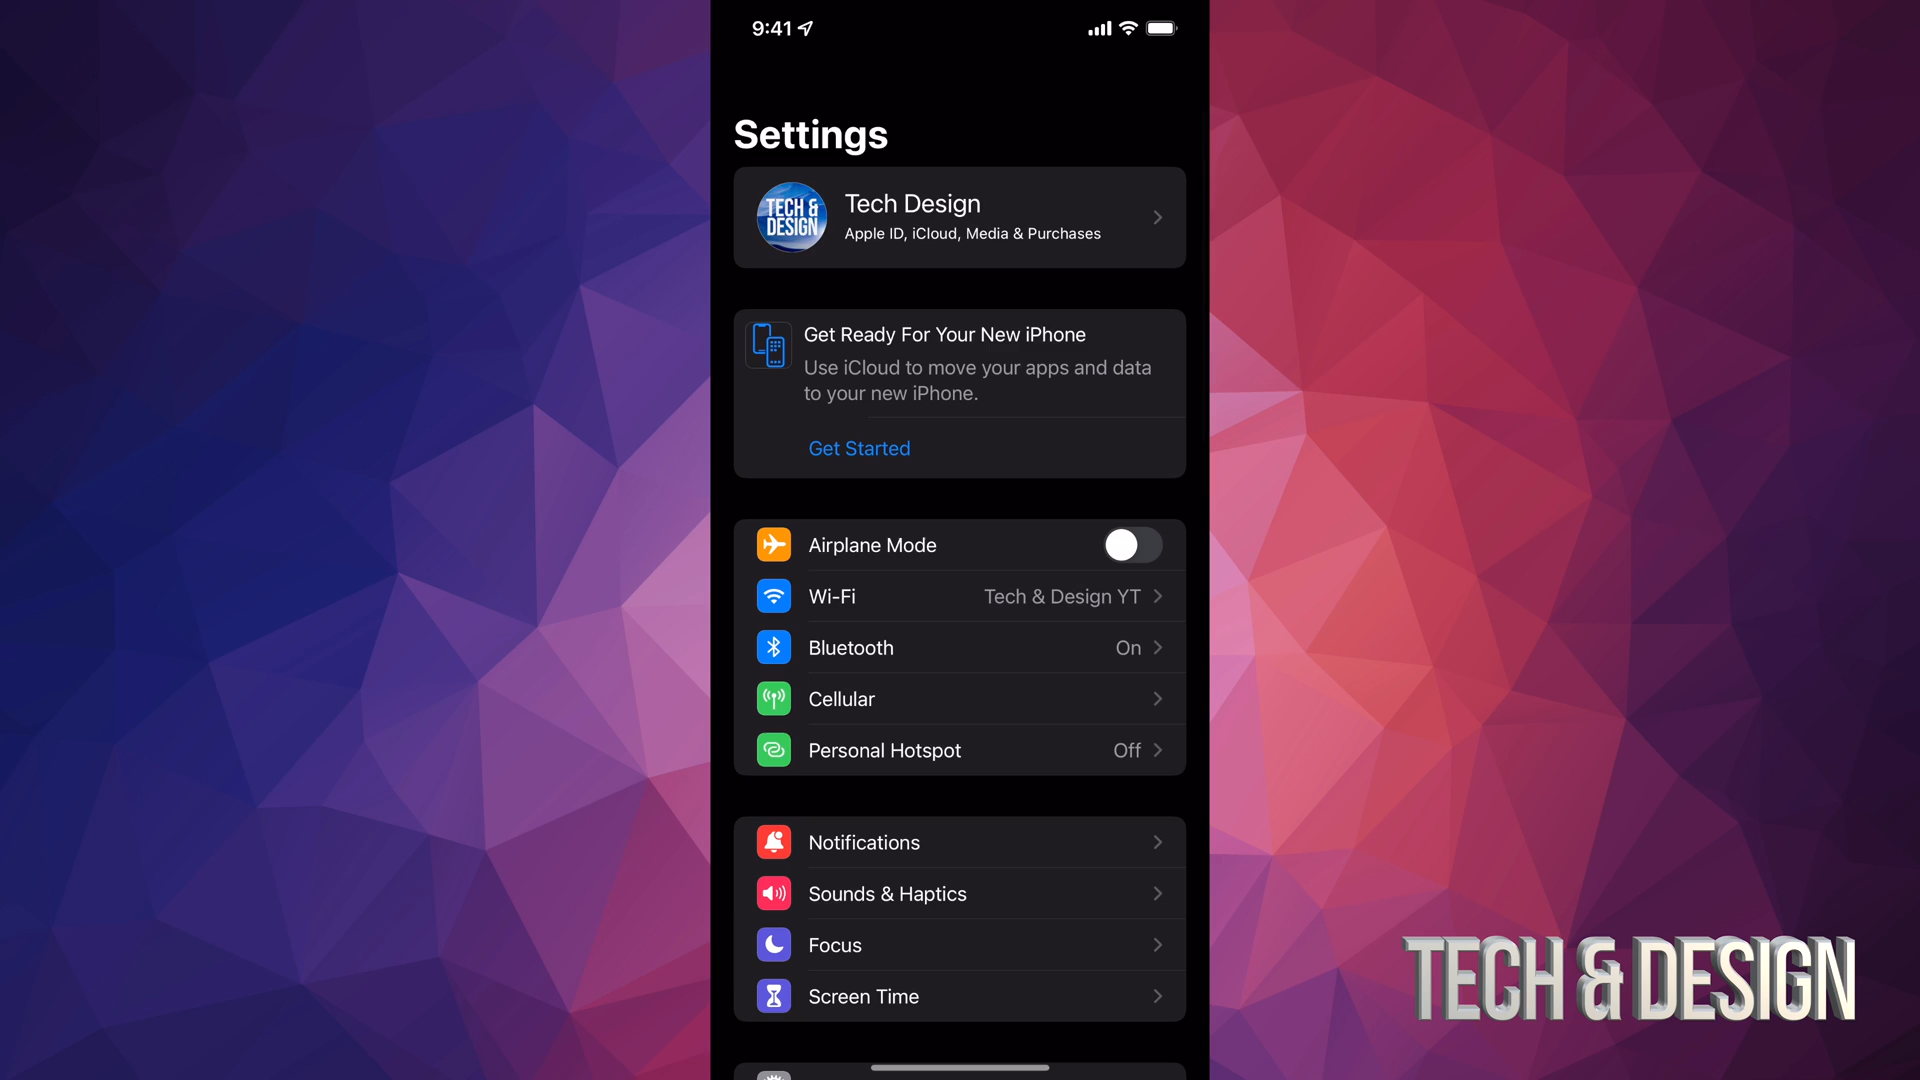 9:41
Settings
TECH &
DESIGN
Tech Design
Apple ID, iCloud, Media & Purchases
Get Ready For Your New iPhone
Use iCloud to move your apps and data
to your new iPhone.
Get Started
Airplane Mode
Wi-Fi Tech & Design YT
Bluetooth On
Cellular
Personal Hotspot Off
Notifications
Sounds & Haptics
Focus
Screen Time
TECH & DESIGN